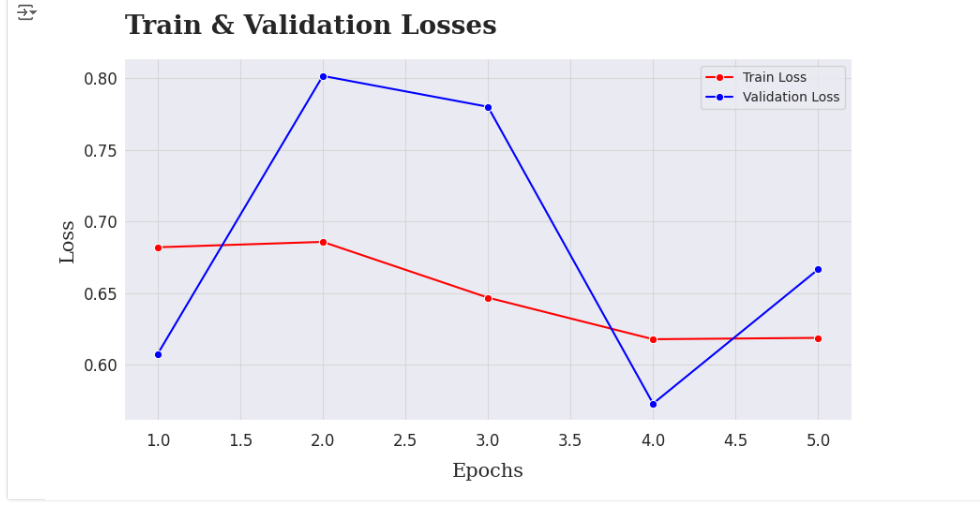 Train & Validation Losses
Train Loss
Validation Loss
0.80
0.75
0.70
0.65
0.60
Loss
1.0 1.5 2.0 2.5 3.0 3.5 4.0 4.5 5.0
Epochs